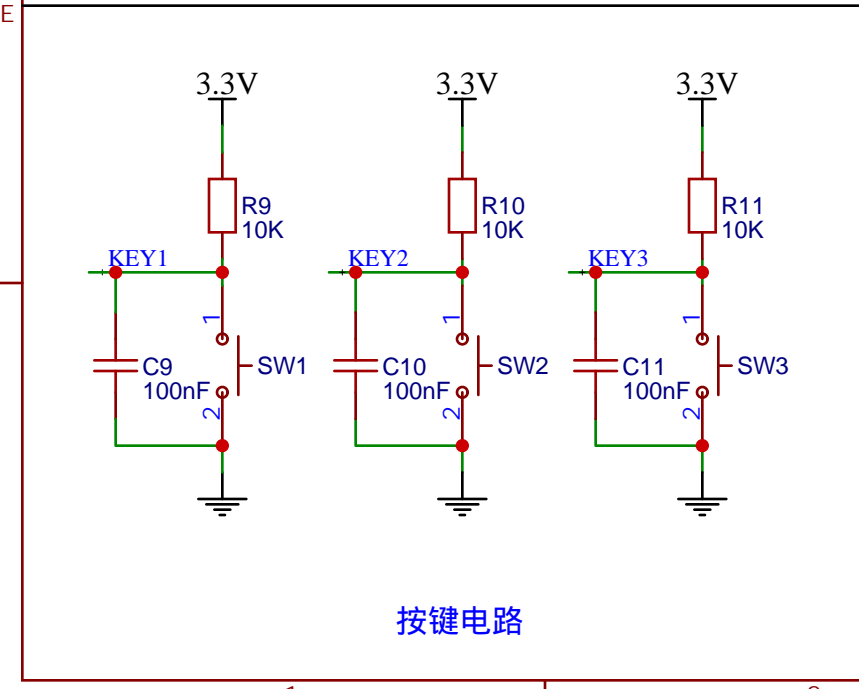 E
3.3V 3.3V 3.3V
R9 R10 R11
10K 10K 10K
KEY1 KEY2 KEY3
1 1 1
C9 SW1 C10 SW2 C11 SW3
100nF 100nF 100nF
2 2 2
按键电路